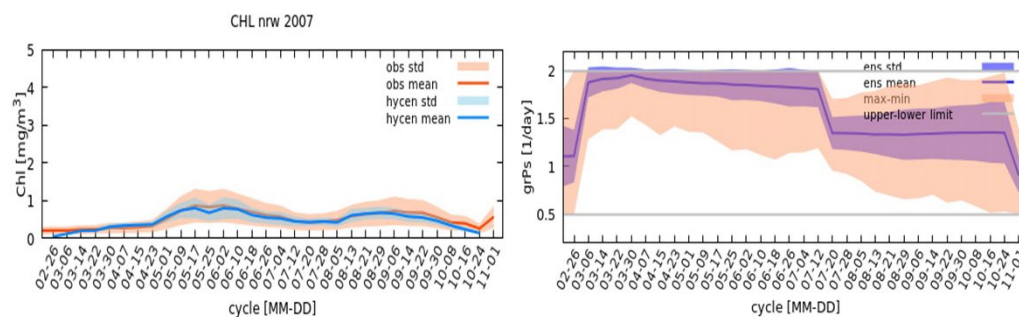 CHL nrw 2007
Chl [mg/m³]
5
4
3
2
1
0
obs std
obs mean
hycen std
hycen mean
02-26 03-06 03-14 03-22 03-30 04-07 04-15 04-23 05-01 05-09 05-17 05-25 06-02 06-10 06-18 06-26 07-04 07-12 07-20 07-28 08-05 08-13 08-21 08-29 09-06 09-14 09-22 09-30 10-08 10-16 10-24 11-01
cycle [MM-DD]
grPs [1/day]
2
1.5
1
0.5
ens std
ens mean
max-min
upper-lower limit
02-26 03-06 03-14 03-22 03-30 04-07 04-15 04-23 05-01 05-09 05-17 05-25 06-02 06-10 06-18 06-26 07-04 07-12 07-20 07-28 08-05 08-13 08-21 08-29 09-06 09-14 09-22 09-30 10-08 10-16 10-24 11-01
cycle [MM-DD]